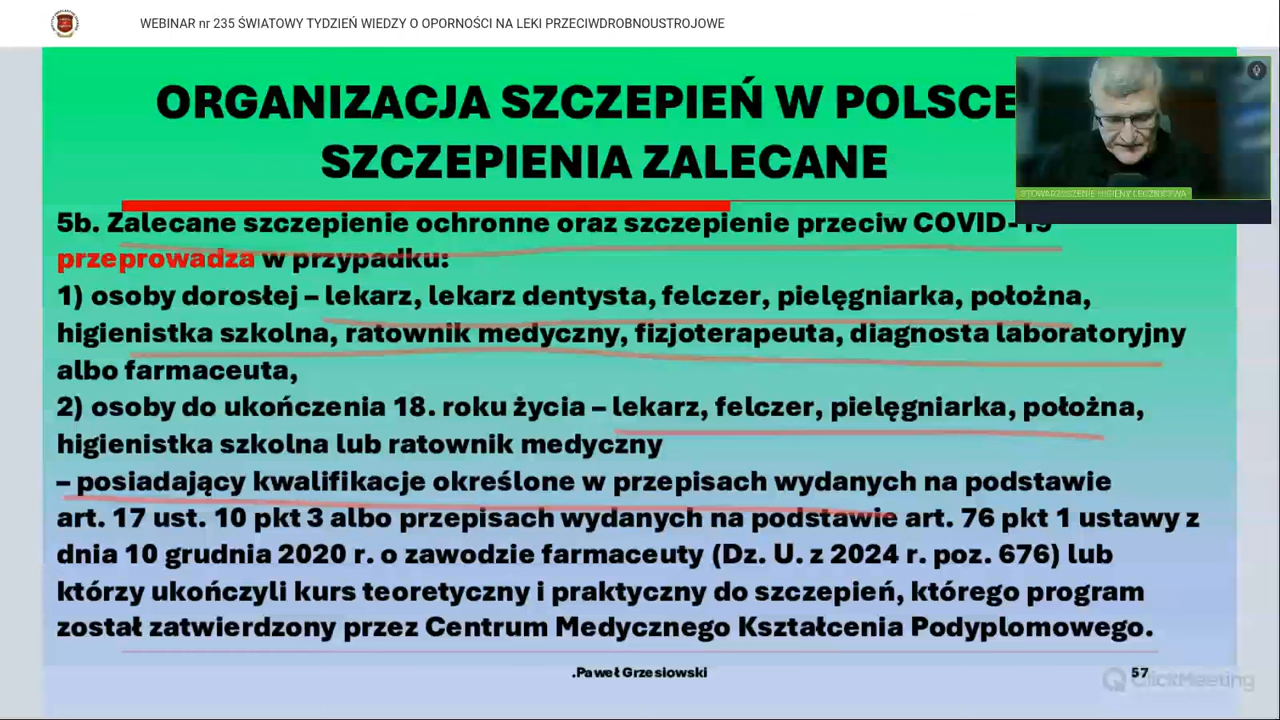 WEBINAR nr 235 ŚWIATOWY TYDZIEŃ WIEDZY O OPORNOŚCI NA LEKI PRZECIWDROBNOUSTROJOWE
ORGANIZACJA SZCZEPIEŃ W POLSCE
SZCZEPIENIA ZALECANE
STOWARZYSZENIE HIGIENY LECZNICTWA
5b. Zalecane szczepienie ochronne oraz szczepienie przeciw COVID-19
przeprowadza w przypadku:
1) osoby dorosłej – lekarz, lekarz dentysta, felczer, pielęgniarka, położna,
higienistka szkolna, ratownik medyczny, fizjoterapeuta, diagnosta laboratoryjny
albo farmaceuta,
2) osoby do ukończenia 18. roku życia – lekarz, felczer, pielęgniarka, położna,
higienistka szkolna lub ratownik medyczny
– posiadający kwalifikacje określone w przepisach wydanych na podstawie
art. 17 ust. 10 pkt 3 albo przepisach wydanych na podstawie art. 76 pkt 1 ustawy z
dnia 10 grudnia 2020 r. o zawodzie farmaceuty (Dz. U. z 2024 r. poz. 676) lub
którzy ukończyli kurs teoretyczny i praktyczny do szczepień, którego program
został zatwierdzony przez Centrum Medycznego Kształcenia Podyplomowego.
.Paweł Grzesiowski
57
ClickMeeting